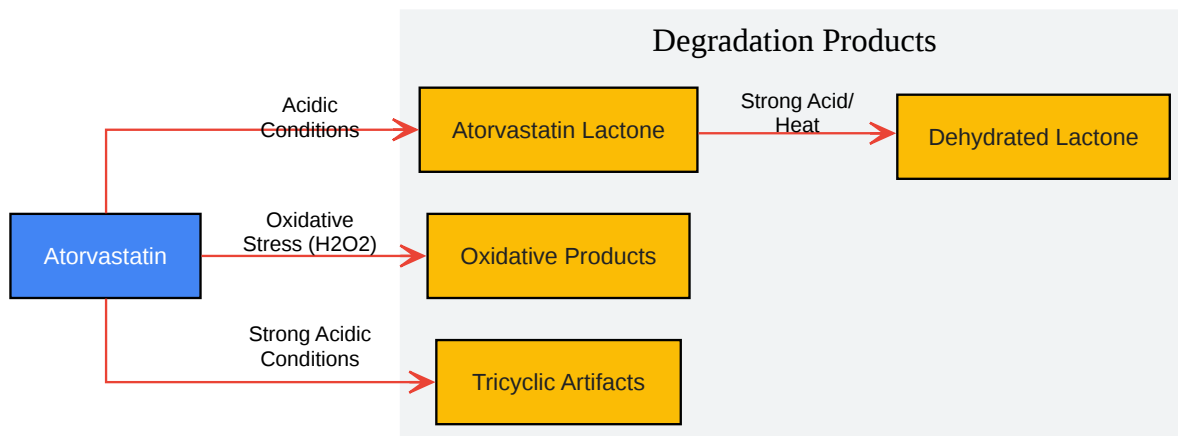 Degradation Products
Acidic
Conditions
Atorvastatin Lactone
Strong Acid/
Heat
Dehydrated Lactone
Atorvastatin
Oxidative
Stress (H2O2)
Oxidative Products
Strong Acidic
Conditions
Tricyclic Artifacts